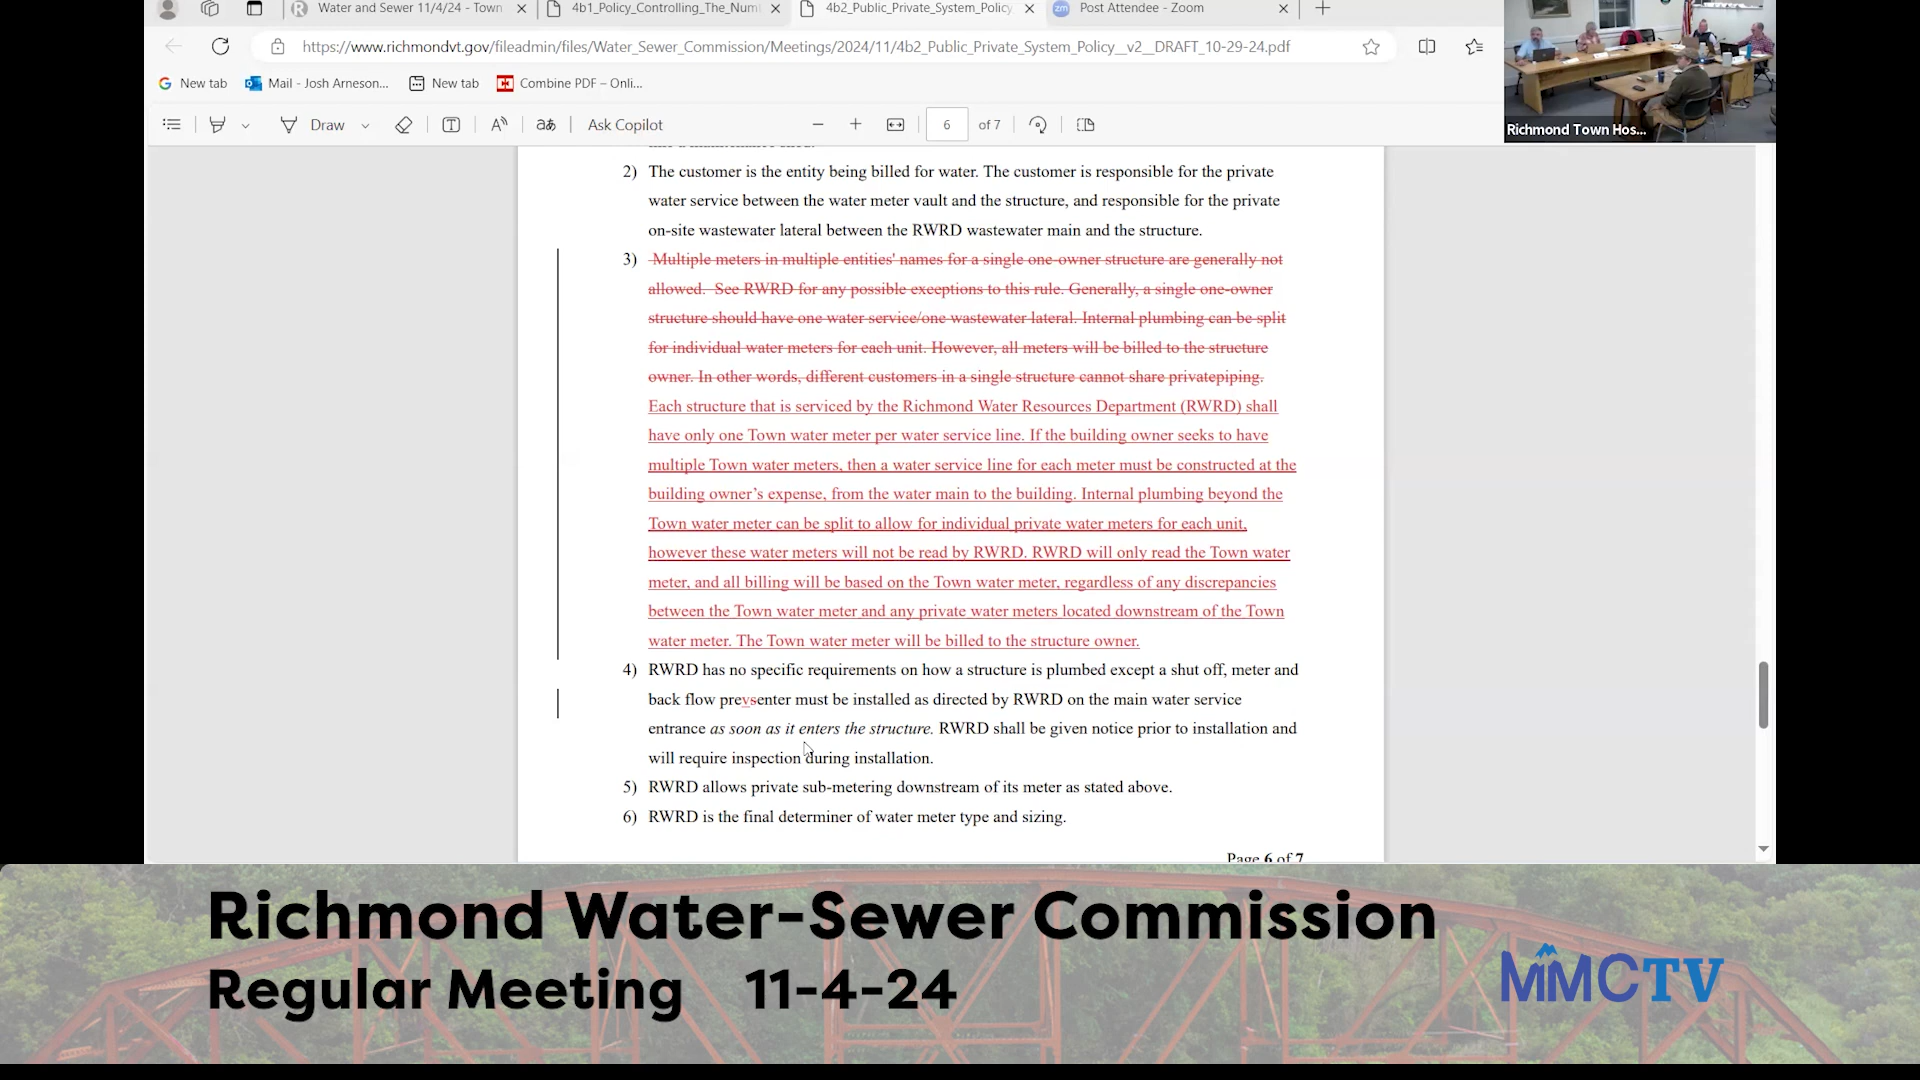 Water and Sewer 11/4/24 - Town
4b1_Policy_Controlling_The_Num
4b2_Public_Private_System_Policy
zm Post Attendee - Zoom
https://www.richmondvt.gov/fileadmin/files/Water_Sewer_Commission/Meetings/2024/11/4b2_Public_Private_System_Policy__v2__DRAFT_10-29-24.pdf
New tab
Mail - Josh Arneson...
New tab
Combine PDF – Onli...
Draw
Ask Copilot
6 of 7
Richmond Town Hos...
2) The customer is the entity being billed for water. The customer is responsible for the private
water service between the water meter vault and the structure, and responsible for the private
on-site wastewater lateral between the RWRD wastewater main and the structure.
3) Multiple meters in multiple entities' names for a single one-owner structure are generally not
allowed. See RWRD for any possible exceptions to this rule. Generally, a single one-owner
structure should have one water service/one wastewater lateral. Internal plumbing can be split
for individual water meters for each unit. However, all meters will be billed to the structure
owner. In other words, different customers in a single structure cannot share privatepiping.
Each structure that is serviced by the Richmond Water Resources Department (RWRD) shall
have only one Town water meter per water service line. If the building owner seeks to have
multiple Town water meters, then a water service line for each meter must be constructed at the
building owner’s expense, from the water main to the building. Internal plumbing beyond the
Town water meter can be split to allow for individual private water meters for each unit,
however these water meters will not be read by RWRD. RWRD will only read the Town water
meter, and all billing will be based on the Town water meter, regardless of any discrepancies
between the Town water meter and any private water meters located downstream of the Town
water meter. The Town water meter will be billed to the structure owner.
4) RWRD has no specific requirements on how a structure is plumbed except a shut off, meter and
back flow prevsenter must be installed as directed by RWRD on the main water service
entrance as soon as it enters the structure. RWRD shall be given notice prior to installation and
will require inspection during installation.
5) RWRD allows private sub-metering downstream of its meter as stated above.
6) RWRD is the final determiner of water meter type and sizing.
Page 6 of 7
Richmond Water-Sewer Commission
Regular Meeting 11-4-24
MMCTV